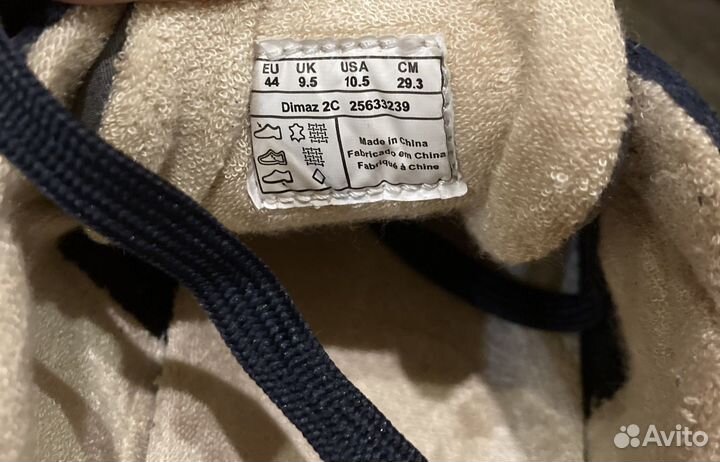 EU UK USA CM
44 9.5 10.5 29.3
Dimaz 2C 25633239
Made in China
Fabricado em China
Fabriqué à Chine
Avito